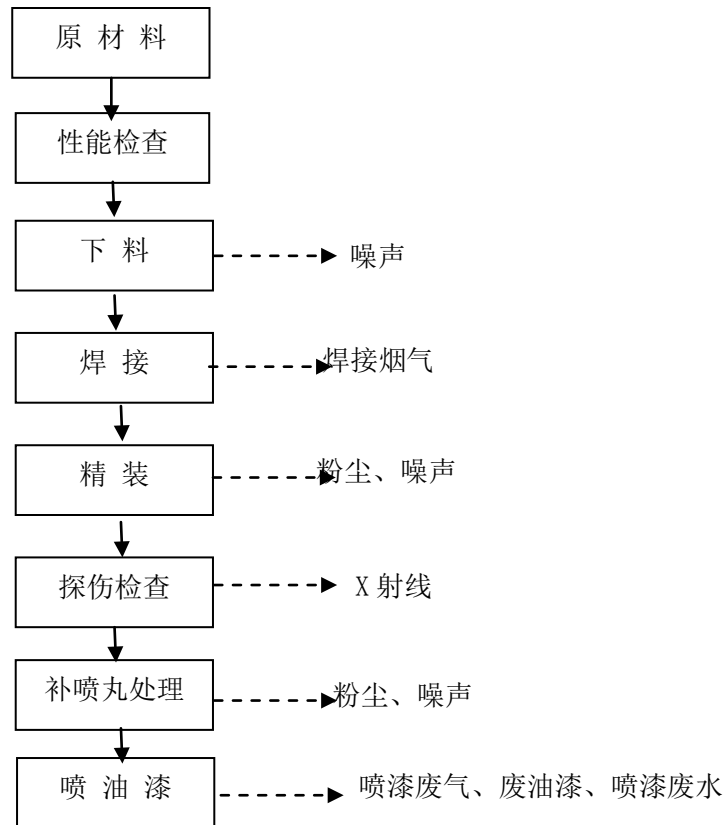 原 材 料
性能检查
下 料
噪声
焊 接
焊接烟气
精 装
粉尘、噪声
探伤检查
X射线
补喷丸处理
粉尘、噪声
喷 油 漆
喷漆废气、废油漆、喷漆废水